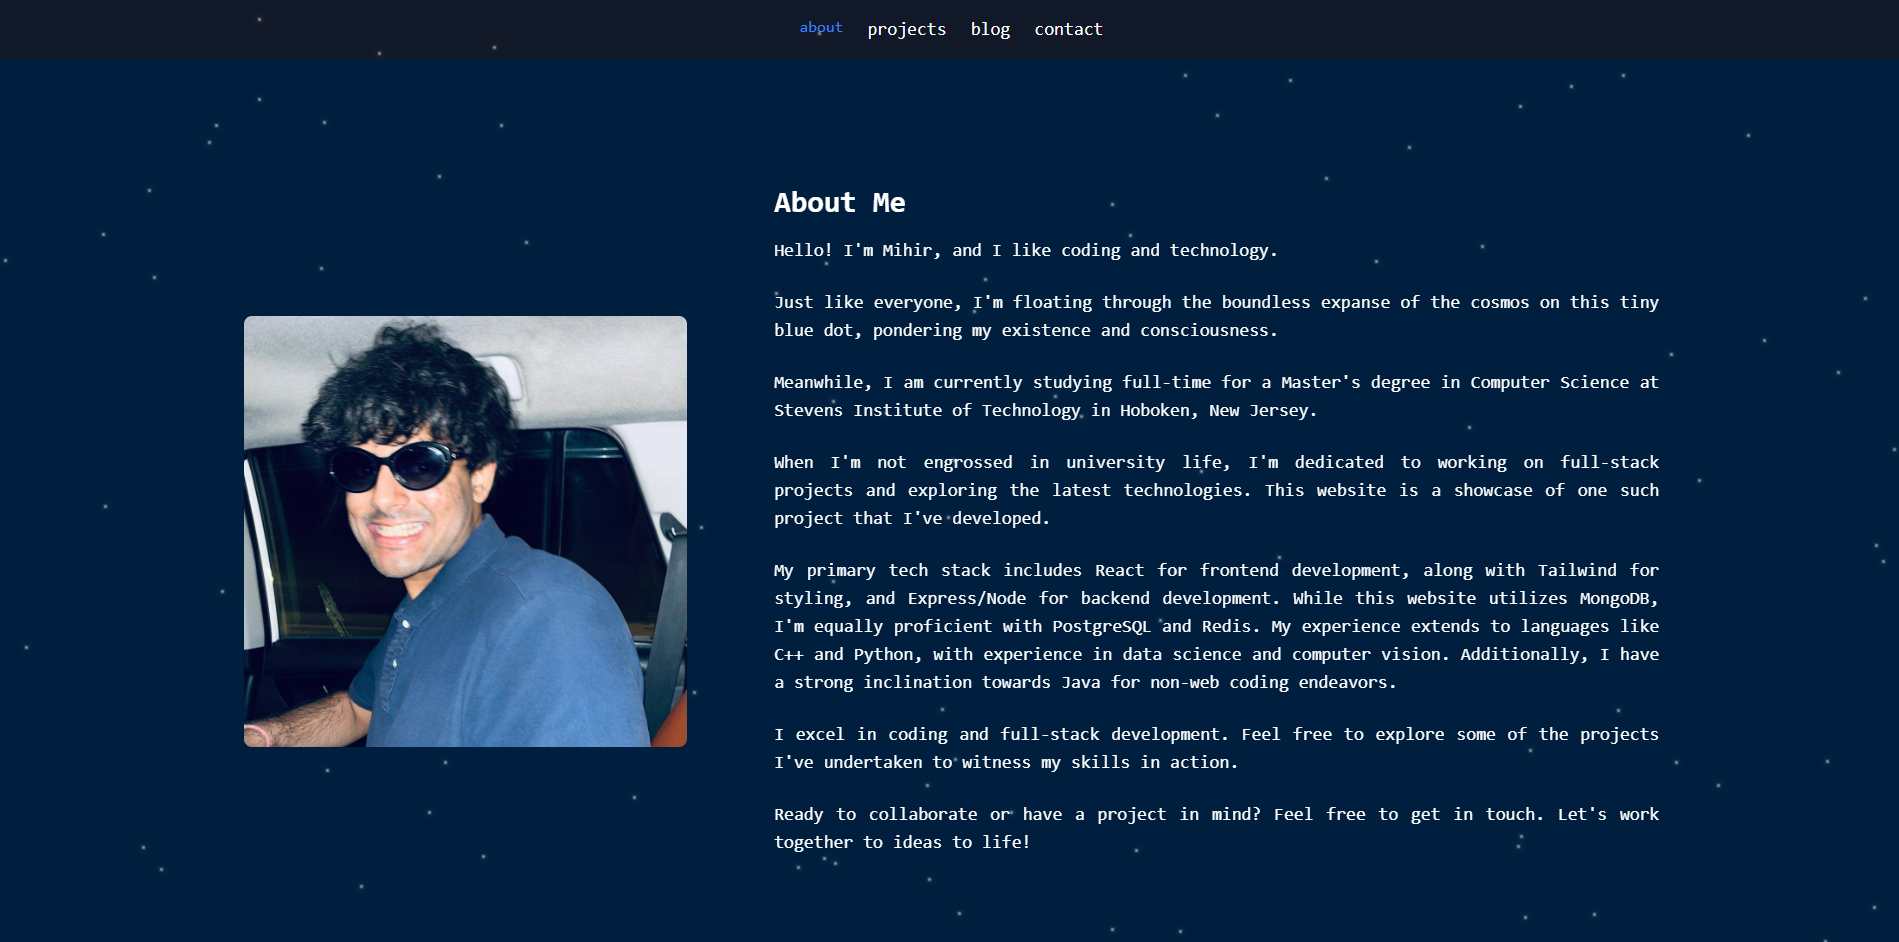 about projects blog contact
About Me
Hello! I'm Mihir, and I like coding and technology.
Just like everyone, I'm floating through the boundless expanse of the cosmos on this tiny
blue dot, pondering my existence and consciousness.
Meanwhile, I am currently studying full-time for a Master's degree in Computer Science at
Stevens Institute of Technology in Hoboken, New Jersey.
When I'm not engrossed in university life, I'm dedicated to working on full-stack
projects and exploring the latest technologies. This website is a showcase of one such
project that I've developed.
My primary tech stack includes React for frontend development, along with Tailwind for
styling, and Express/Node for backend development. While this website utilizes MongoDB,
I'm equally proficient with PostgreSQL and Redis. My experience extends to languages like
C++ and Python, with experience in data science and computer vision. Additionally, I have
a strong inclination towards Java for non-web coding endeavors.
I excel in coding and full-stack development. Feel free to explore some of the projects
I've undertaken to witness my skills in action.
Ready to collaborate or have a project in mind? Feel free to get in touch. Let's work
together to ideas to life!